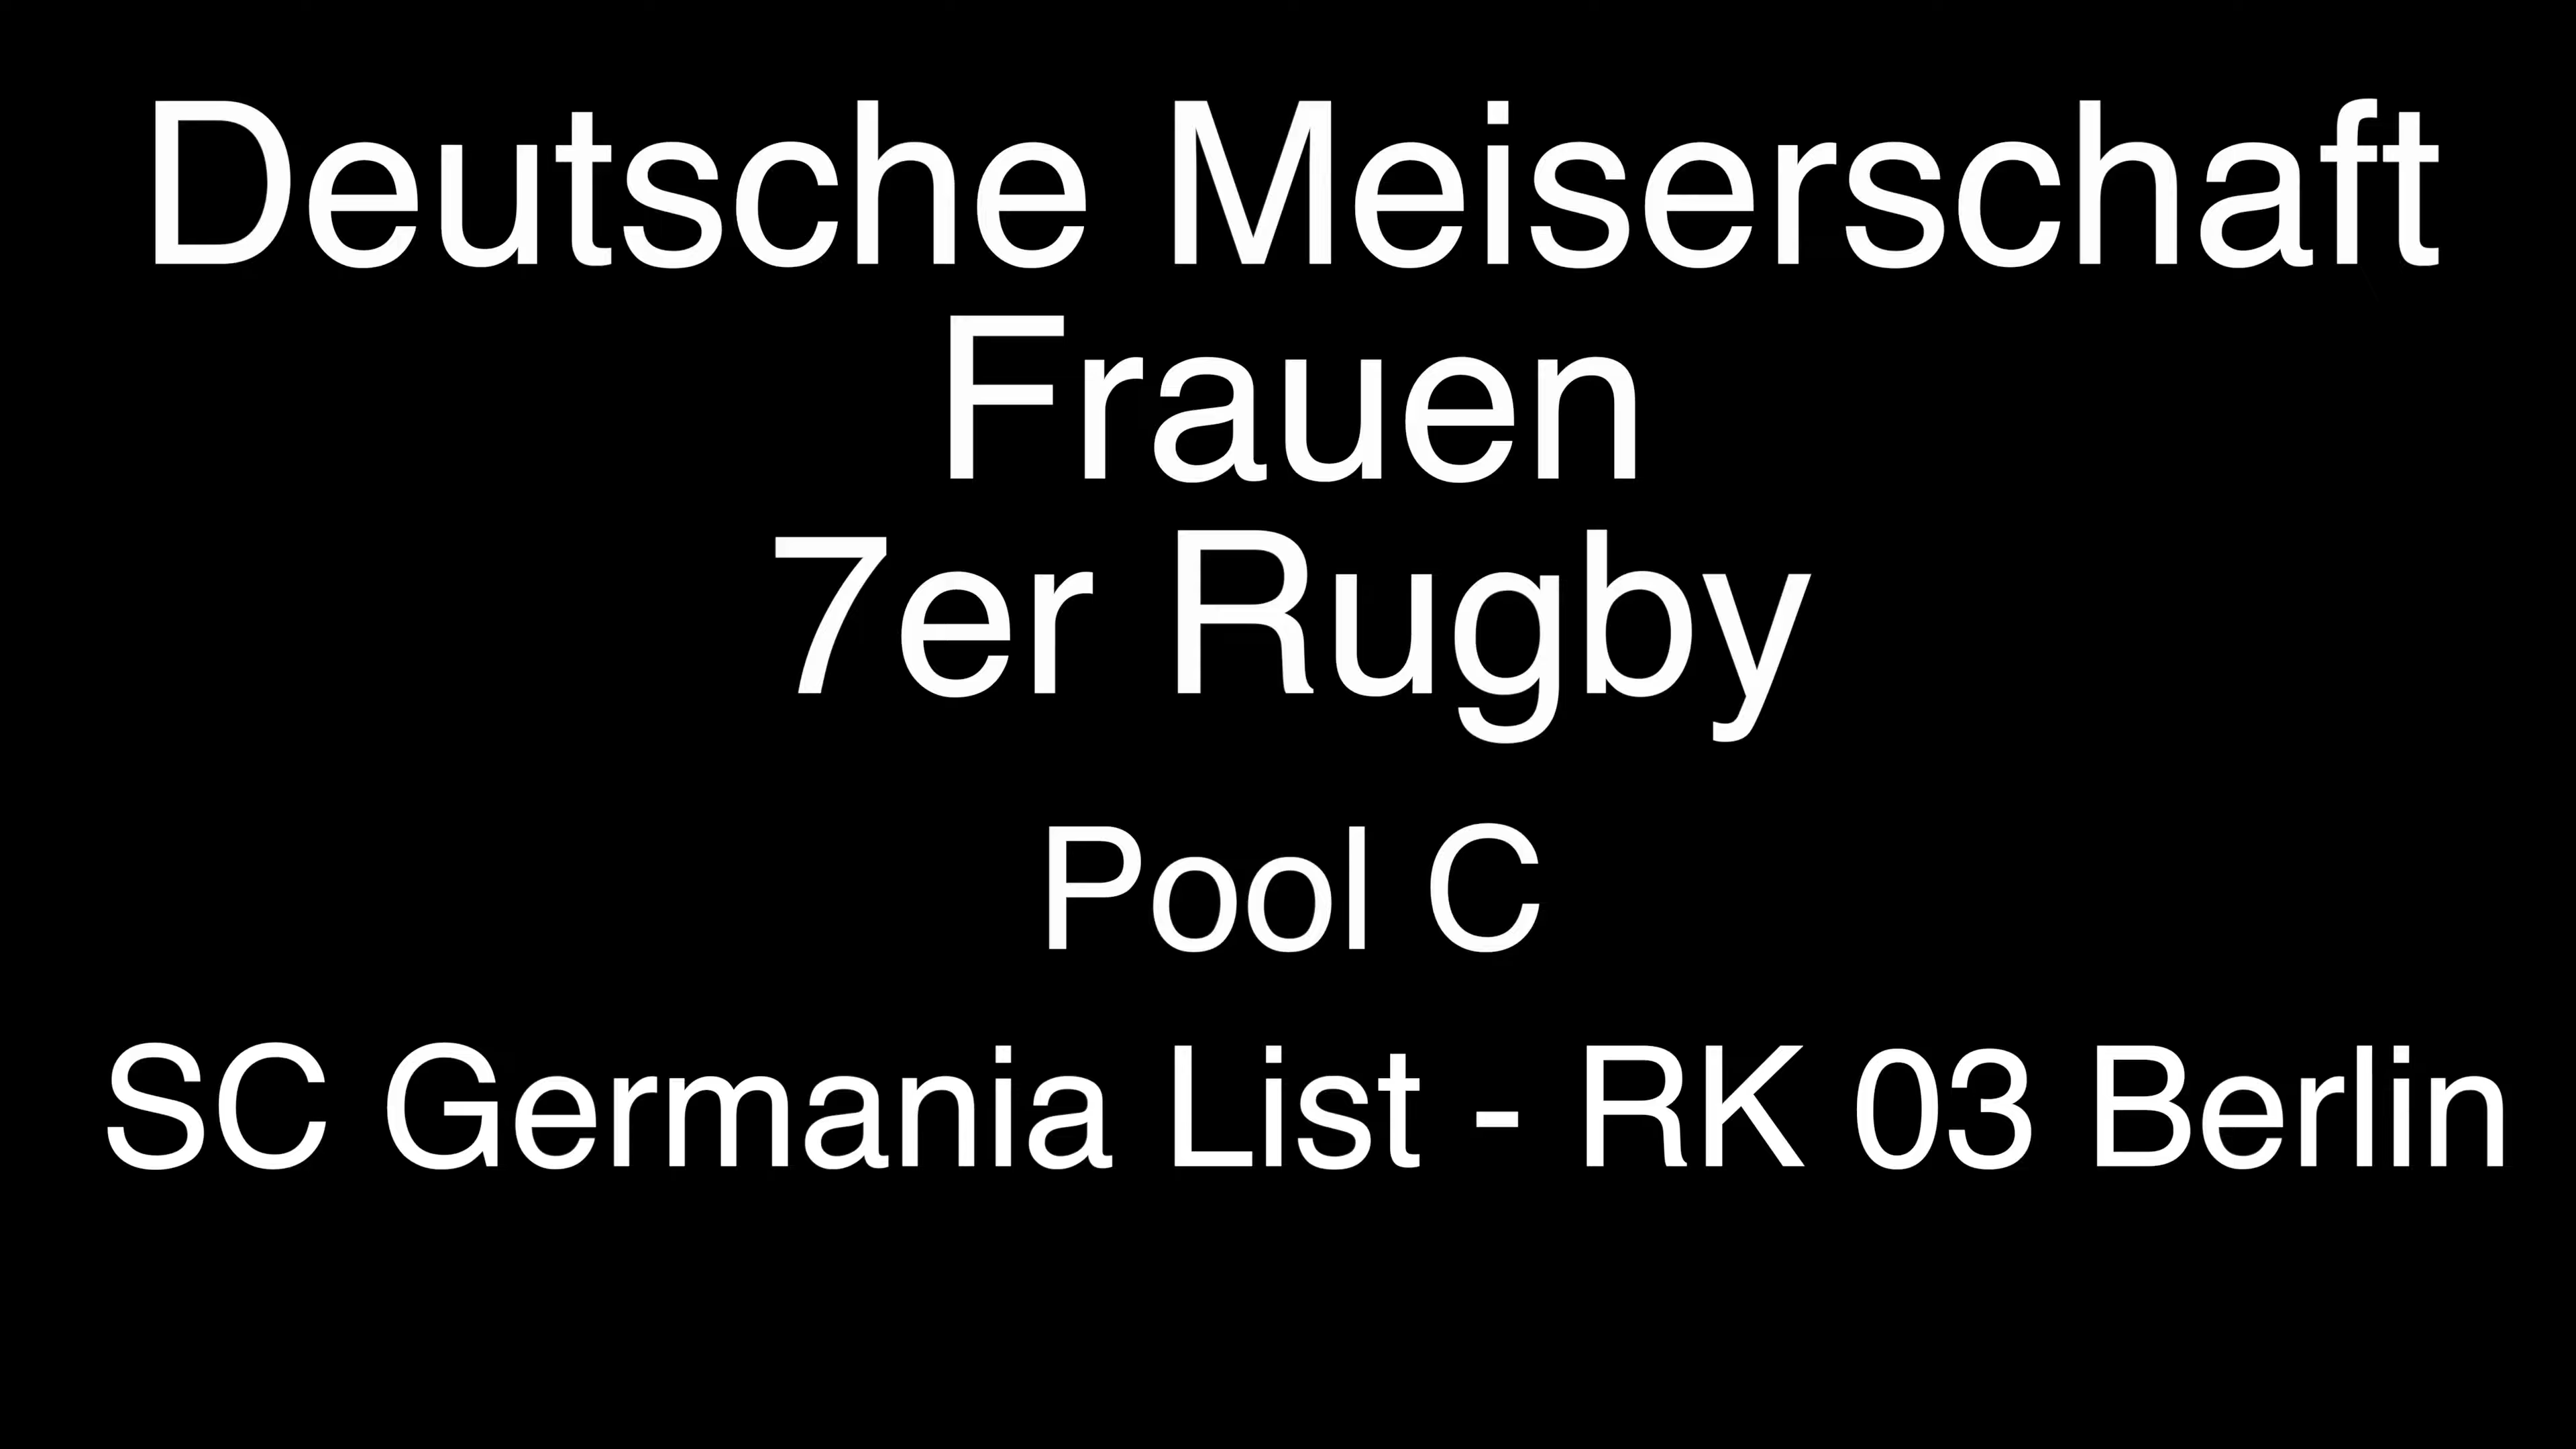 Deutsche Meiserschaft
Frauen
7er Rugby
Pool C
SC Germania List - RK 03 Berlin